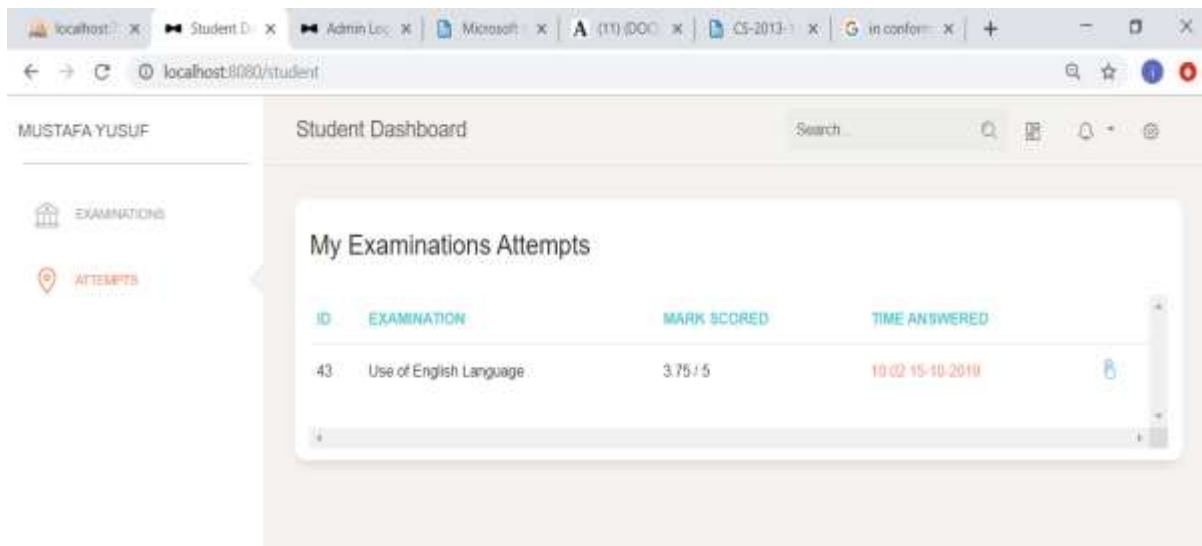 localhost Student D Admin Log Microsoft (11) (DOC CS-2013- in conform
localhost:8080/student
MUSTAFA YUSUF
Student Dashboard
Search...
EXAMINATIONS
ATTEMPTS
My Examinations Attempts
ID EXAMINATION MARK SCORED TIME ANSWERED
43 Use of English Language 3.75 / 5 10:02 15-10-2019